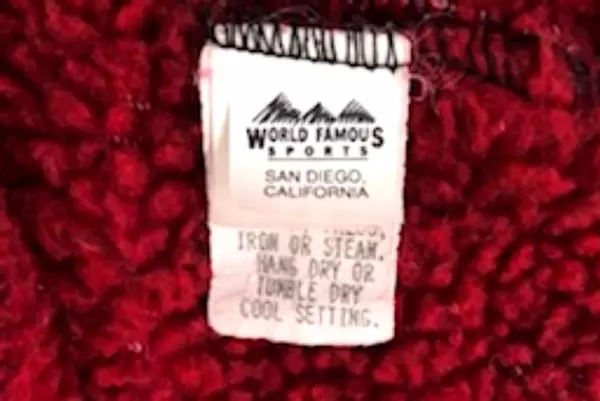 WORLD FAMOUS
SPORTS
SAN DIEGO,
CALIFORNIA
IRON OR STEAM.
HANG DRY OR
TUMBLE DRY
COOL SETTING.